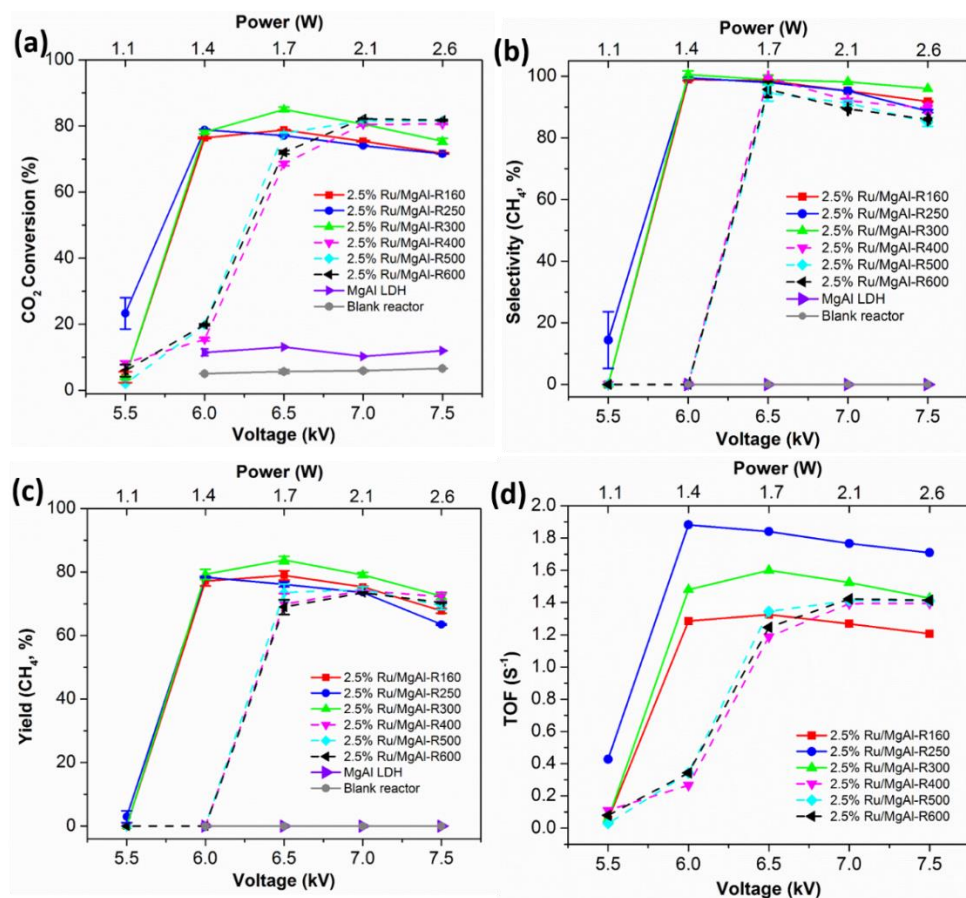 (a)
Power (W)
1.1 1.4 1.7 2.1 2.6
CO2 Conversion (%)
100
80
60
40
20
0
2.5% Ru/MgAl-R160
2.5% Ru/MgAl-R250
2.5% Ru/MgAl-R300
2.5% Ru/MgAl-R400
2.5% Ru/MgAl-R500
2.5% Ru/MgAl-R600
MgAl LDH
Blank reactor
5.5 6.0 6.5 7.0 7.5
Voltage (kV)
(b)
Power (W)
1.1 1.4 1.7 2.1 2.6
Selectivity (CH4, %)
100
80
60
40
20
0
2.5% Ru/MgAl-R160
2.5% Ru/MgAl-R250
2.5% Ru/MgAl-R300
2.5% Ru/MgAl-R400
2.5% Ru/MgAl-R500
2.5% Ru/MgAl-R600
MgAl LDH
Blank reactor
5.5 6.0 6.5 7.0 7.5
Voltage (kV)
(c)
Power (W)
1.1 1.4 1.7 2.1 2.6
Yield (CH4, %)
100
80
60
40
20
0
2.5% Ru/MgAl-R160
2.5% Ru/MgAl-R250
2.5% Ru/MgAl-R300
2.5% Ru/MgAl-R400
2.5% Ru/MgAl-R500
2.5% Ru/MgAl-R600
MgAl LDH
Blank reactor
5.5 6.0 6.5 7.0 7.5
Voltage (kV)
(d)
Power (W)
1.1 1.4 1.7 2.1 2.6
TOF (S-1)
2.0
1.8
1.6
1.4
1.2
1.0
0.8
0.6
0.4
0.2
0.0
2.5% Ru/MgAl-R160
2.5% Ru/MgAl-R250
2.5% Ru/MgAl-R300
2.5% Ru/MgAl-R400
2.5% Ru/MgAl-R500
2.5% Ru/MgAl-R600
5.5 6.0 6.5 7.0 7.5
Voltage (kV)